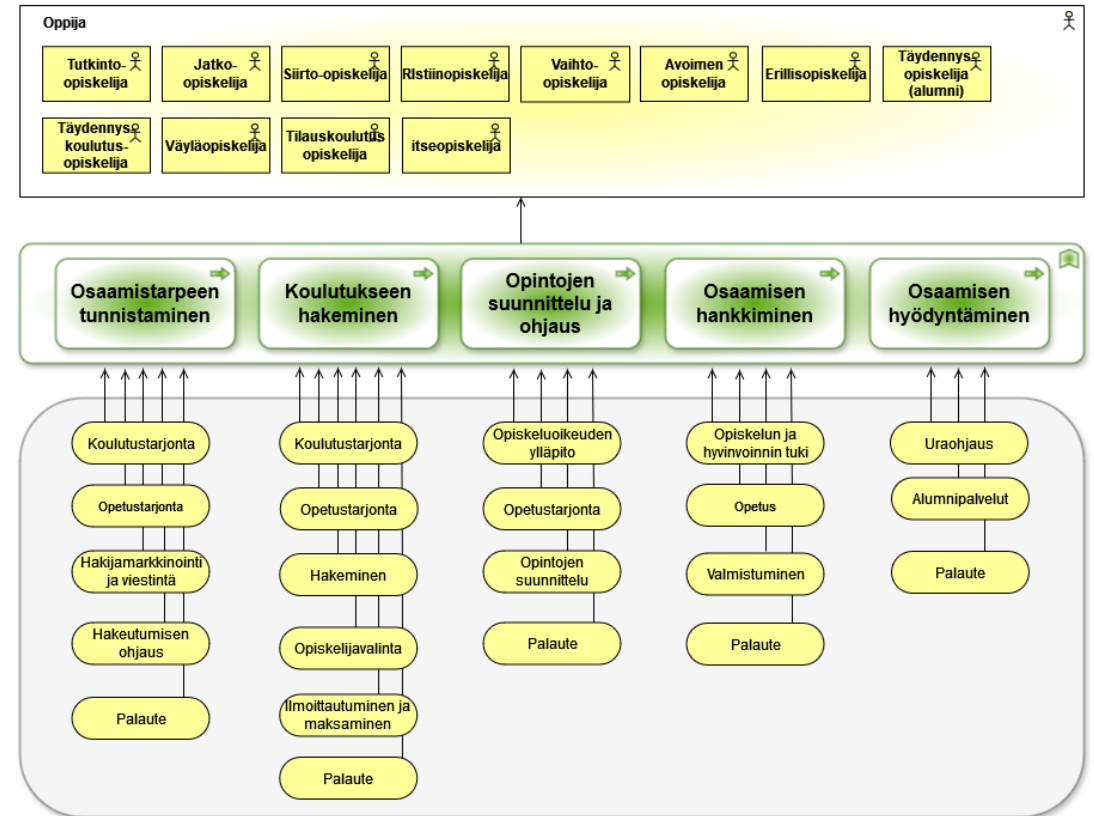 Oppija
Tutkinto-
opiskelija
Jatko-
opiskelija
Siirto-opiskelija
RIstiinopiskelija
Vaihto-
opiskelija
Avoimen
opiskelija
Erillisopiskelija
Täydennys-
opiskelija
(alumni)
Täydennys-
koulutus-
opiskelija
Väyläopiskelija
Tilauskoulutus
opiskelija
itseopiskelija
Osaamistarpeen
tunnistaminen
Koulutukseen
hakeminen
Opintojen
suunnittelu ja
ohjaus
Osaamisen
hankkiminen
Osaamisen
hyödyntäminen
Koulutustarjonta
Opetustarjonta
Hakijamarkkinointi
ja viestintä
Hakeutumisen
ohjaus
Palaute
Koulutustarjonta
Opetustarjonta
Hakeminen
Opiskelijavalinta
Ilmoittautuminen ja
maksaminen
Palaute
Opiskeluoikeuden
ylläpito
Opetustarjonta
Opintojen
suunnittelu
Palaute
Opiskelun ja
hyvinvoinnin tuki
Opetus
Valmistuminen
Palaute
Uraohjaus
Alumnipalvelut
Palaute